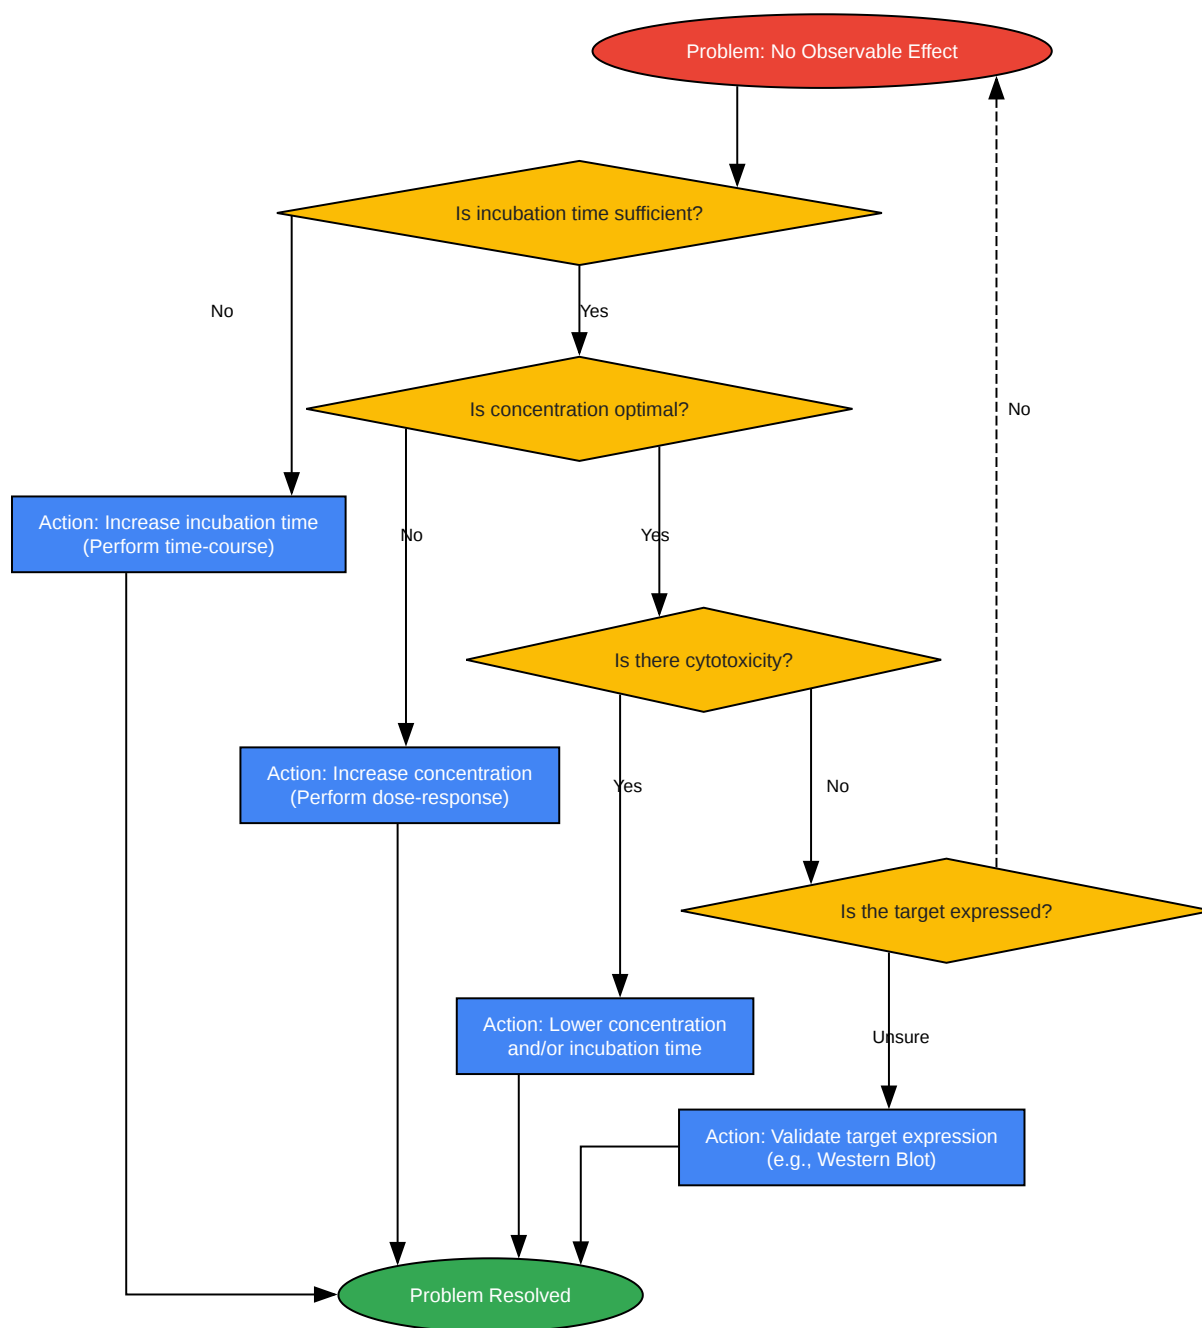 Problem: No Observable Effect
Is incubation time sufficient?
No
Yes
Is concentration optimal?
No
Action: Increase incubation time
(Perform time-course)
No
Yes
Is there cytotoxicity?
Action: Increase concentration
(Perform dose-response)
Yes
No
Is the target expressed?
Action: Lower concentration
and/or incubation time
Unsure
Action: Validate target expression
(e.g., Western Blot)
Problem Resolved